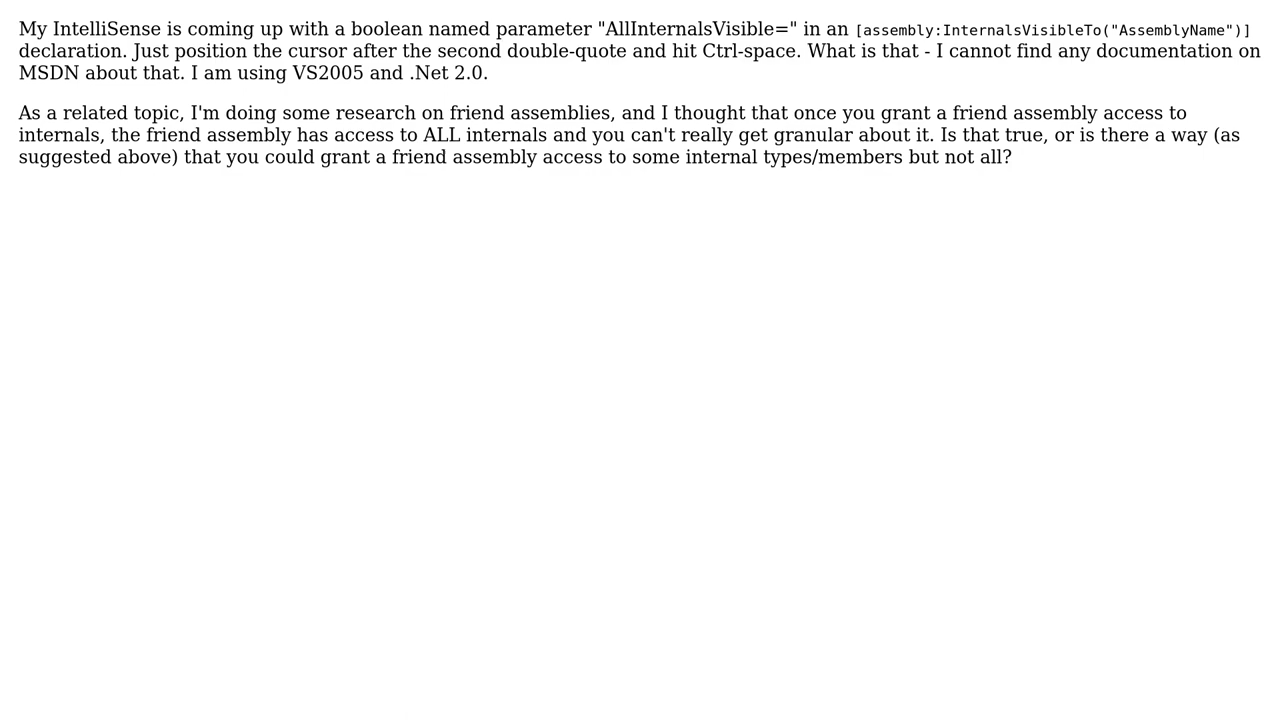 My IntelliSense is coming up with a boolean named parameter "AllInternalsVisible=" in an [assembly:InternalsVisibleTo("AssemblyName")]
declaration. Just position the cursor after the second double-quote and hit Ctrl-space. What is that - I cannot find any documentation on
MSDN about that. I am using VS2005 and .Net 2.0.
As a related topic, I'm doing some research on friend assemblies, and I thought that once you grant a friend assembly access to
internals, the friend assembly has access to ALL internals and you can't really get granular about it. Is that true, or is there a way (as
suggested above) that you could grant a friend assembly access to some internal types/members but not all?